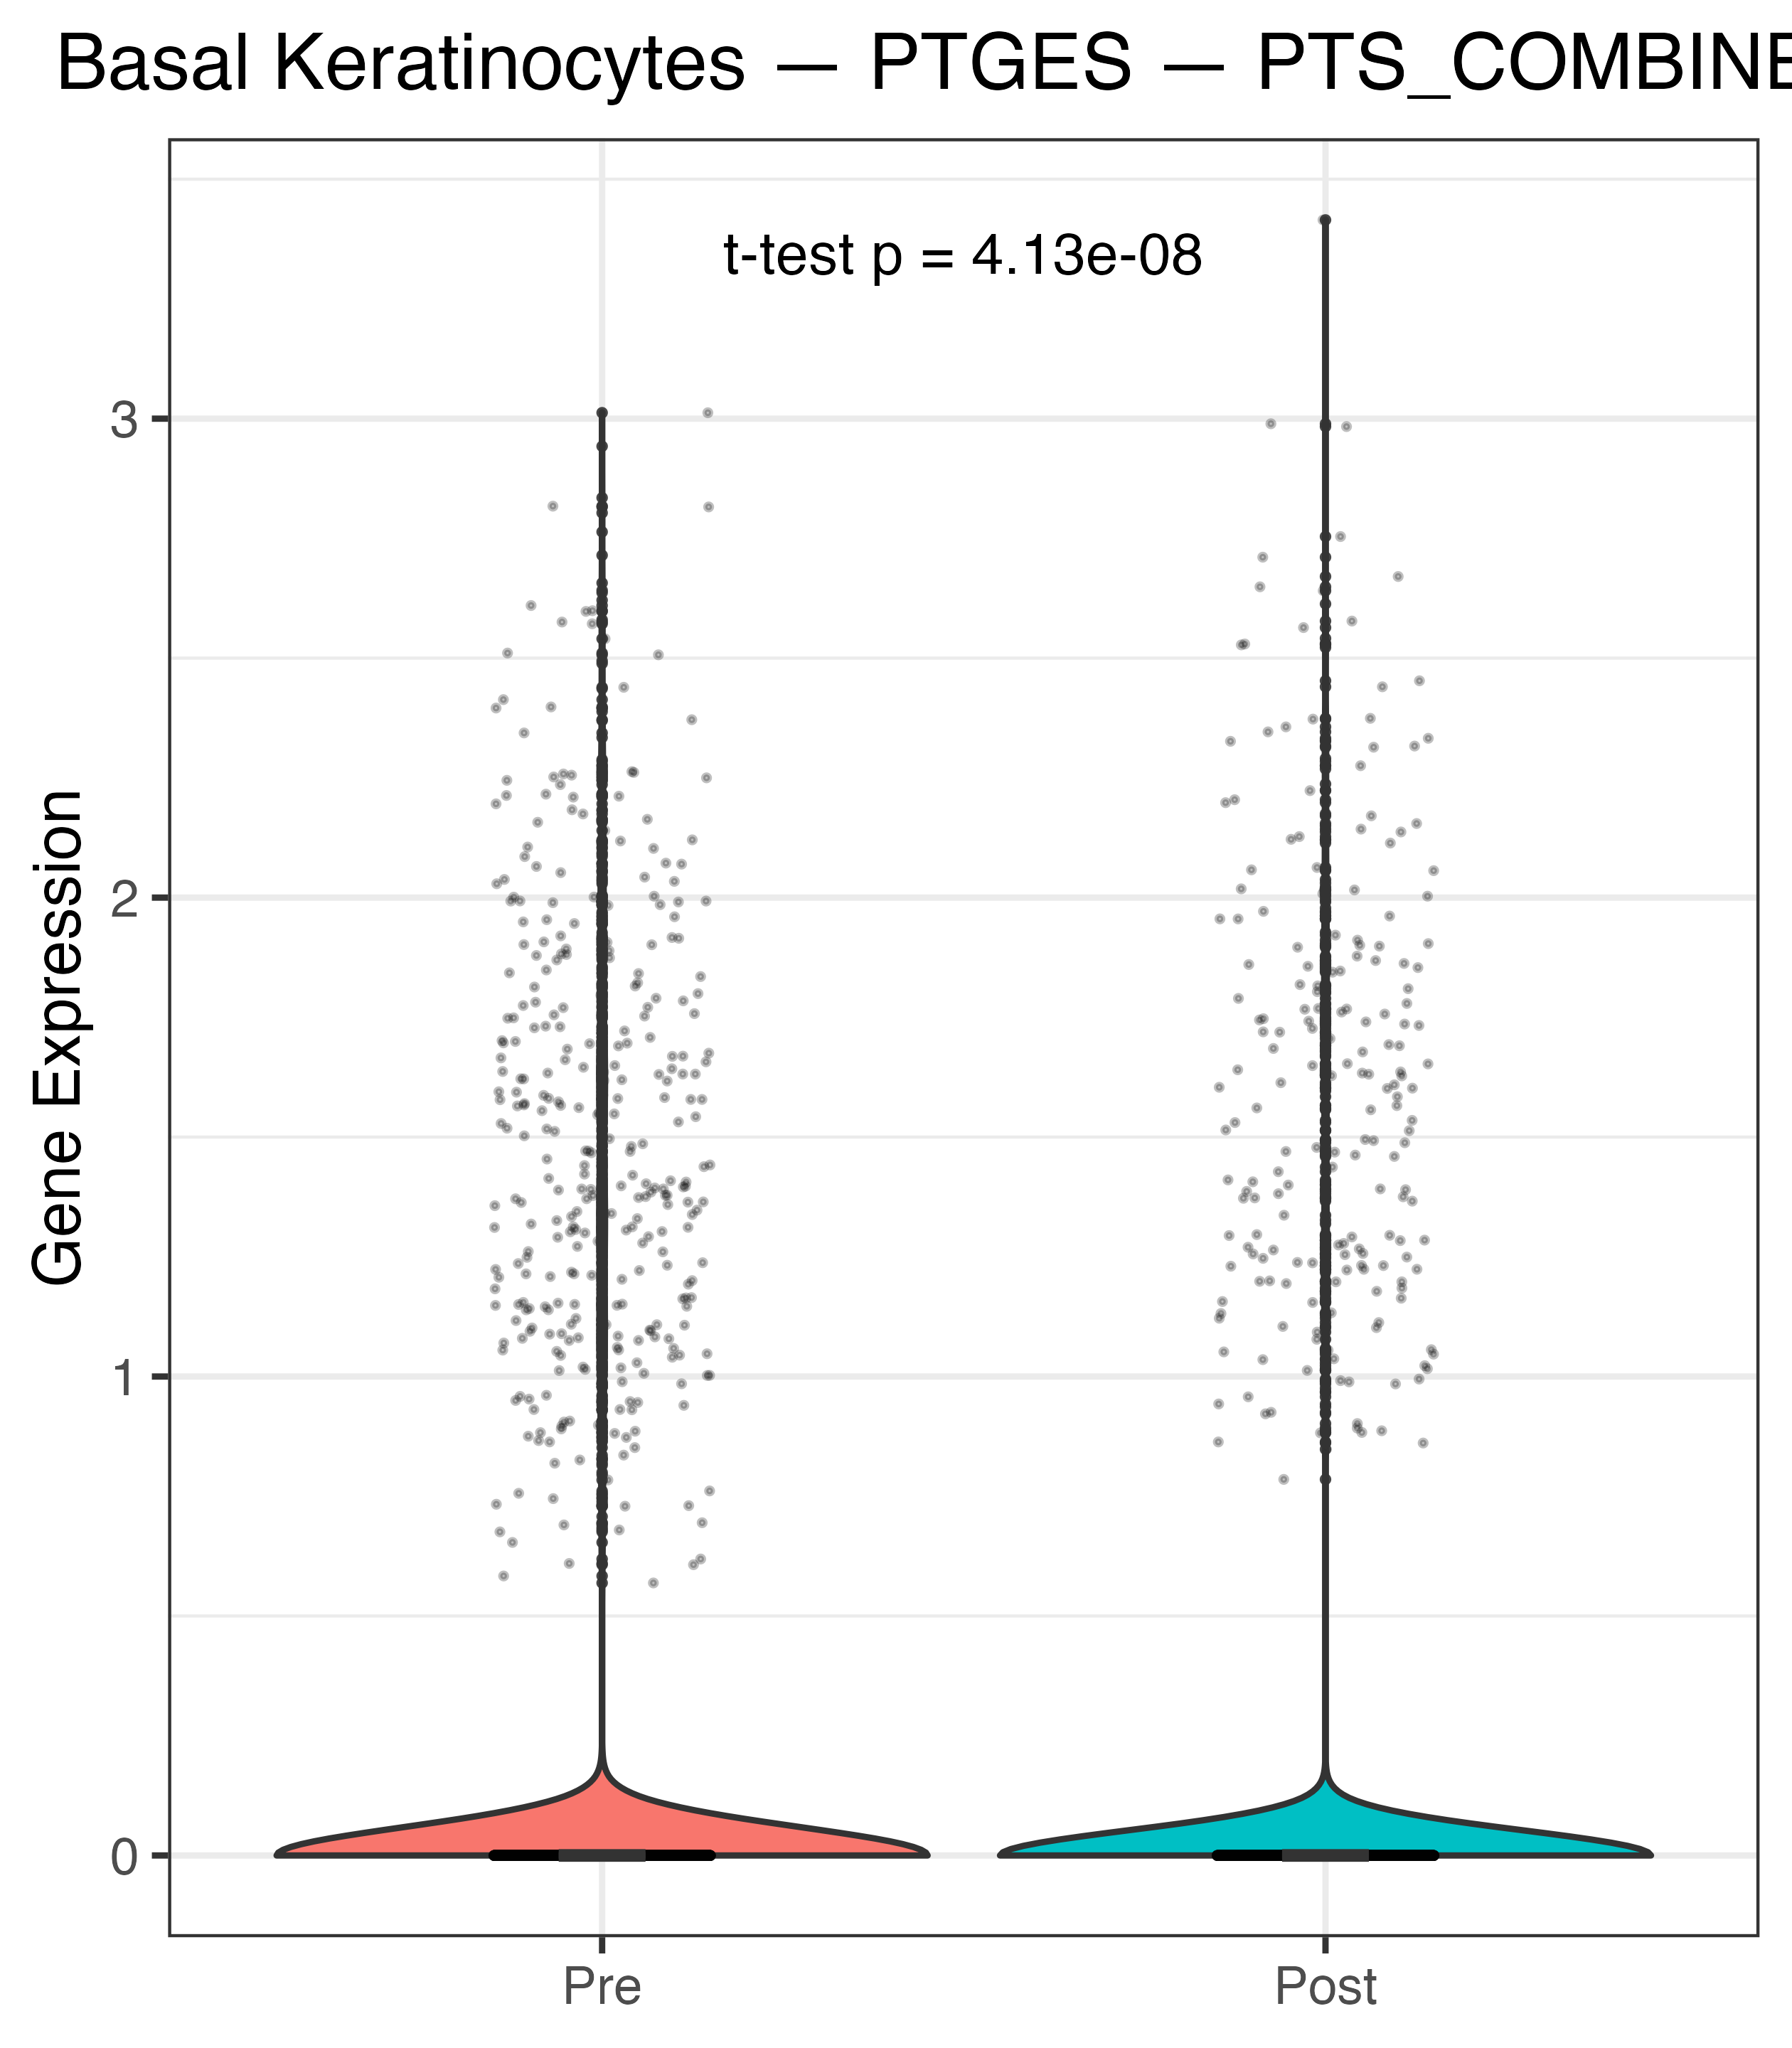 Basal Keratinocytes — PTGES — PTS_COMBINE
t-test p = 4.13e-08
Gene Expression
3
2
1
0
Pre
Post